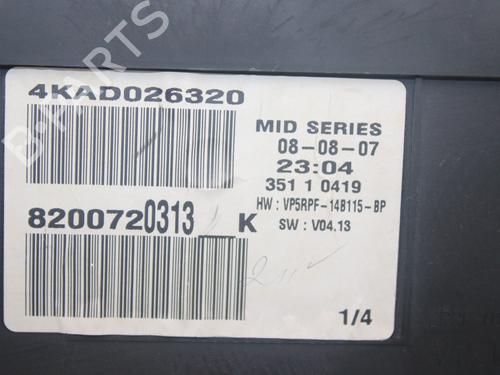 4KAD026320
MID SERIES
08-08-07
23:04
351 1 0419
HW : VP5RPF-14B115-BP
SW : V04.13
8200720313__K
1/4
B-PARTS